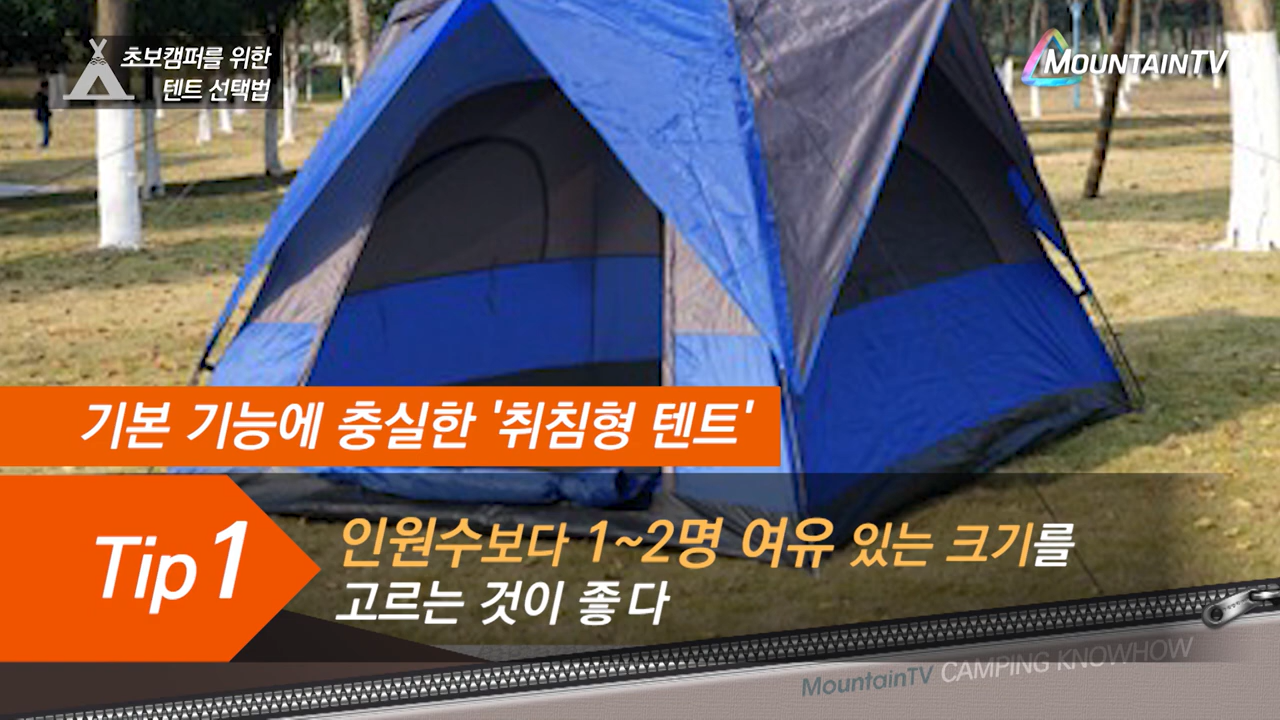 초보캠퍼를 위한
텐트 선택법
MOUNTAINTV
기본 기능에 충실한 '취침형 텐트'
Tip 1
인원수보다 1~2명 여유 있는 크기를
고르는 것이 좋다
MountainTV CAMPING KNOWHOW